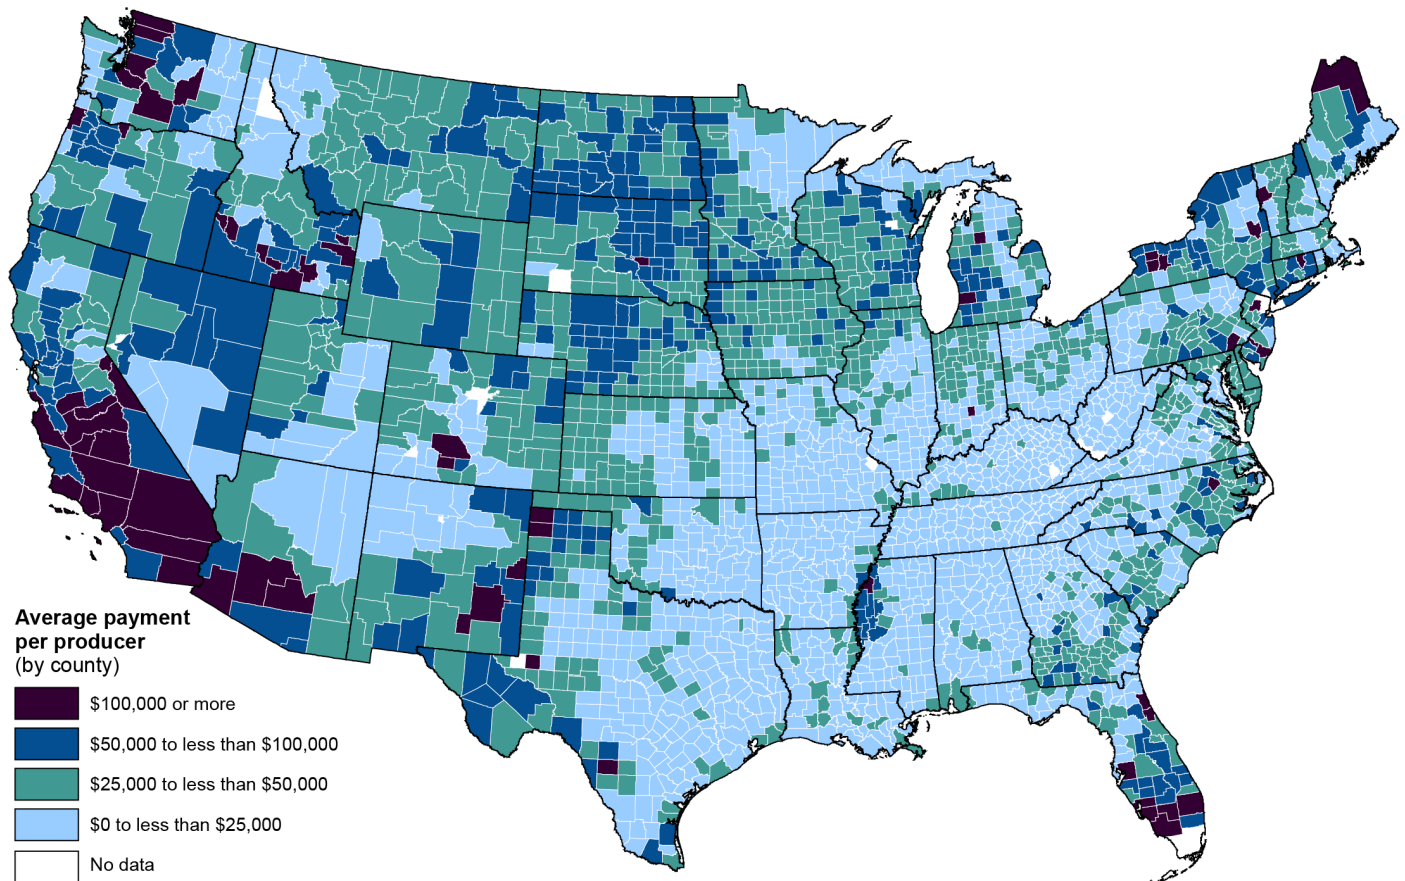 Average payment
per producer
(by county)
$100,000 or more
$50,000 to less than $100,000
$25,000 to less than $50,000
$0 to less than $25,000
No data